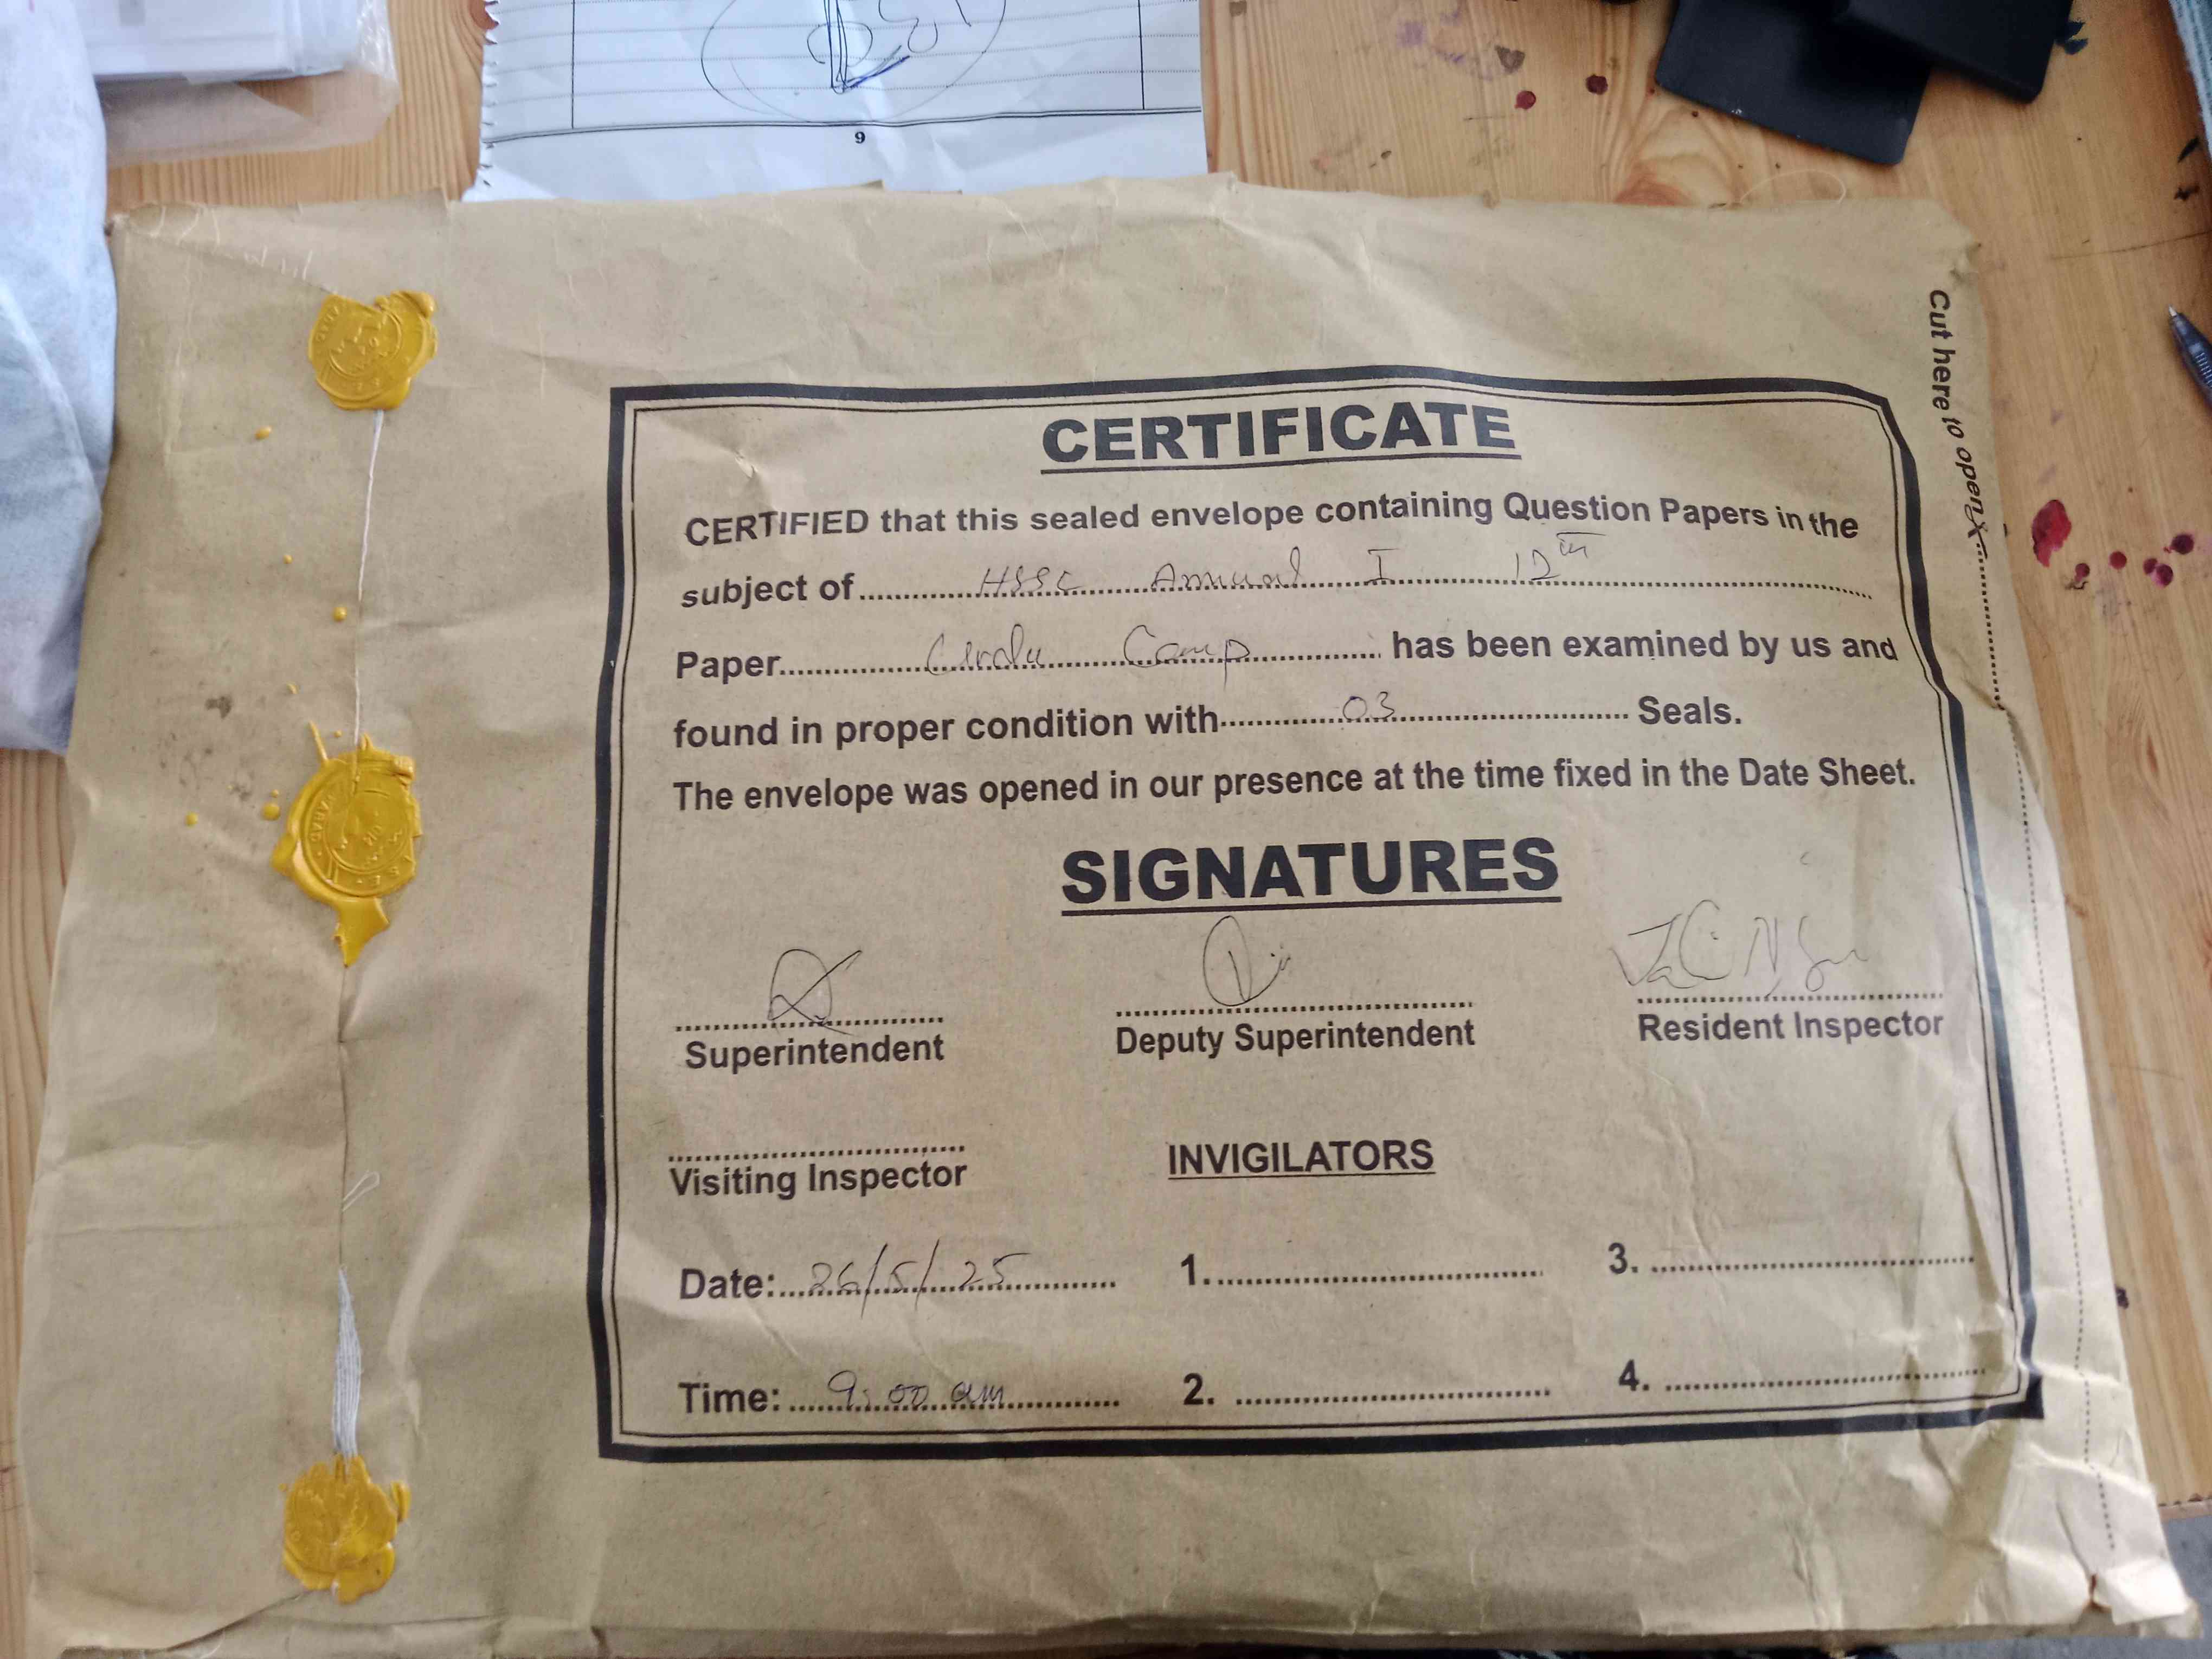 9
Cut here to open
CERTIFICATE
CERTIFIED that this sealed envelope containing Question Papers in the
subject of HSSC Annual I 12th
Paper Urdu Comp has been examined by us and
found in proper condition with 03 Seals.
The envelope was opened in our presence at the time fixed in the Date Sheet.
SIGNATURES
Superintendent Deputy Superintendent Resident Inspector
Visiting Inspector INVIGILATORS
Date: 26/5/25 1. 3.
Time: 9:00 am 2. 4.